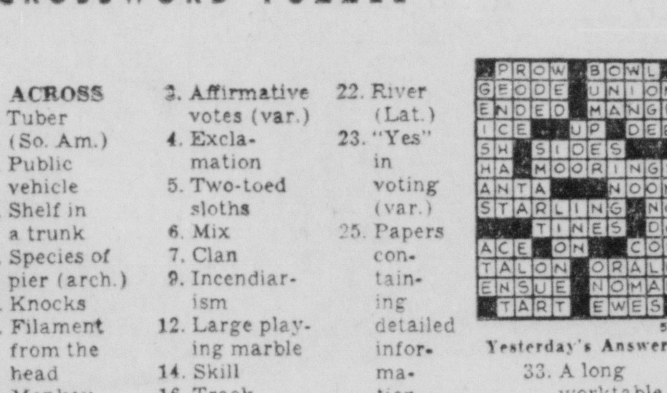 ACROSS
Tuber
(So. Am.)
Public
vehicle
Shelf in
a trunk
Species of
pier (arch.)
Knocks
Filament
from the
head
3. Affirmative
votes (var.)
4. Excla-
mation
5. Two-toed
sloths
6. Mix
7. Clan
9. Incendiar-
ism
12. Large play-
ing marble
14. Skill
22. River
(Lat.)
23. "Yes"
in
voting
(var.)
25. Papers
con-
tain-
ing
detailed
infor-
ma-
PROW BOWL
GEODE UNION
ENDED MANG
ICE UP DE
SH SIDES
HA MOORING
ANTA NOO
STARLING N
TINES D
ACE ON CO
TALON ORAL
ENSUE NOMA
TART EWES
Yesterday's Answer
33. A long
worktable